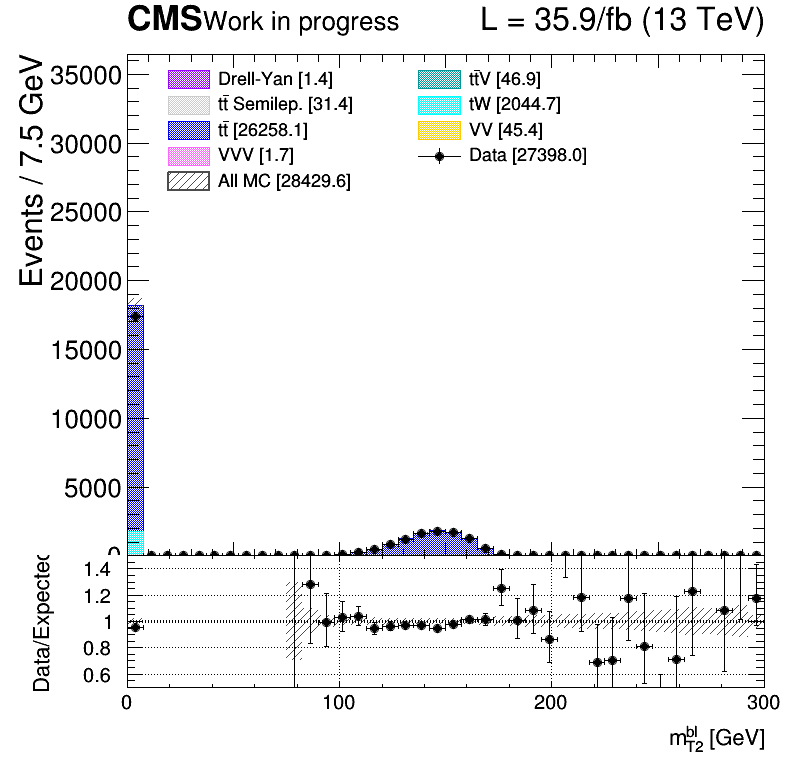 CMS Work in progress L = 35.9/fb (13 TeV)
Events / 7.5 GeV
35000
30000
25000
20000
15000
10000
5000
0
Drell-Yan [1.4]
tt̄ Semilep. [31.4]
tt̄ [26258.1]
VVV [1.7]
All MC [28429.6]
tt̄V [46.9]
tW [2044.7]
VV [45.4]
Data [27398.0]
Data/Expected
1.4
1.2
1
0.8
0.6
0 100 200 300
m_{T2}^{bl} [GeV]